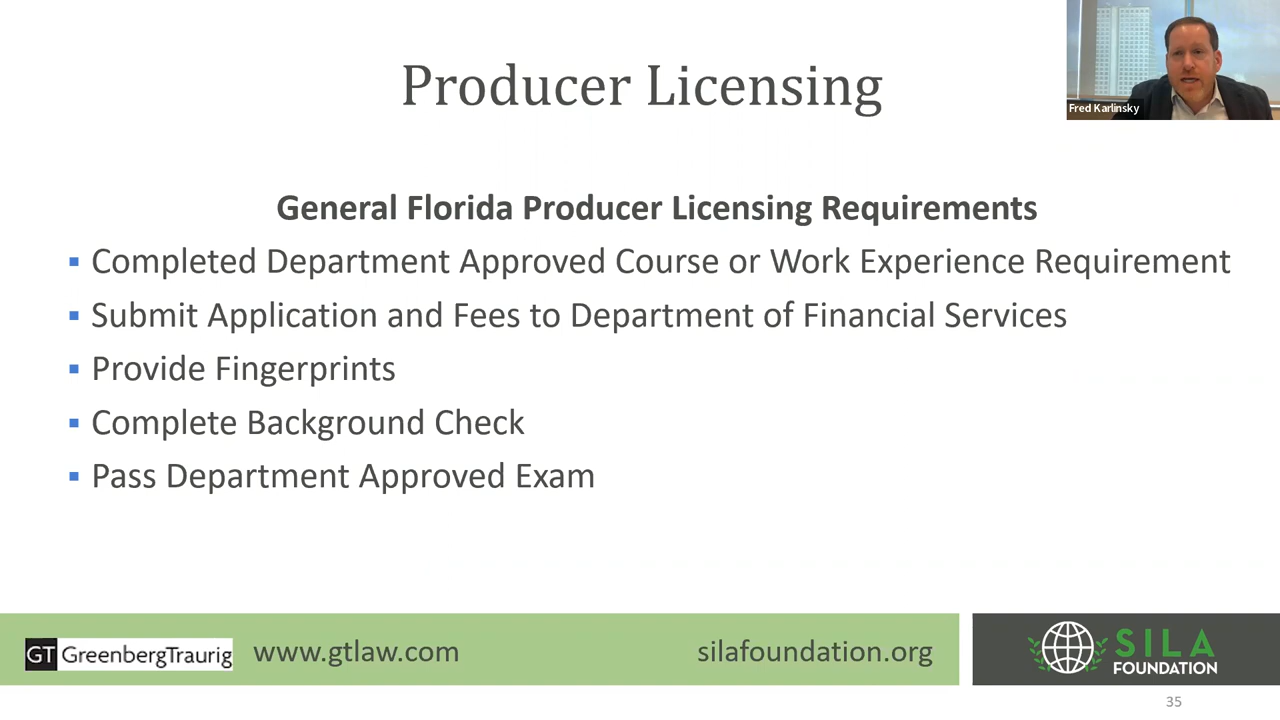 Producer Licensing
Fred Karlinsky
General Florida Producer Licensing Requirements
▪ Completed Department Approved Course or Work Experience Requirement
▪ Submit Application and Fees to Department of Financial Services
▪ Provide Fingerprints
▪ Complete Background Check
▪ Pass Department Approved Exam
GT GreenbergTraurig www.gtlaw.com silafoundation.org SILA
FOUNDATION
35